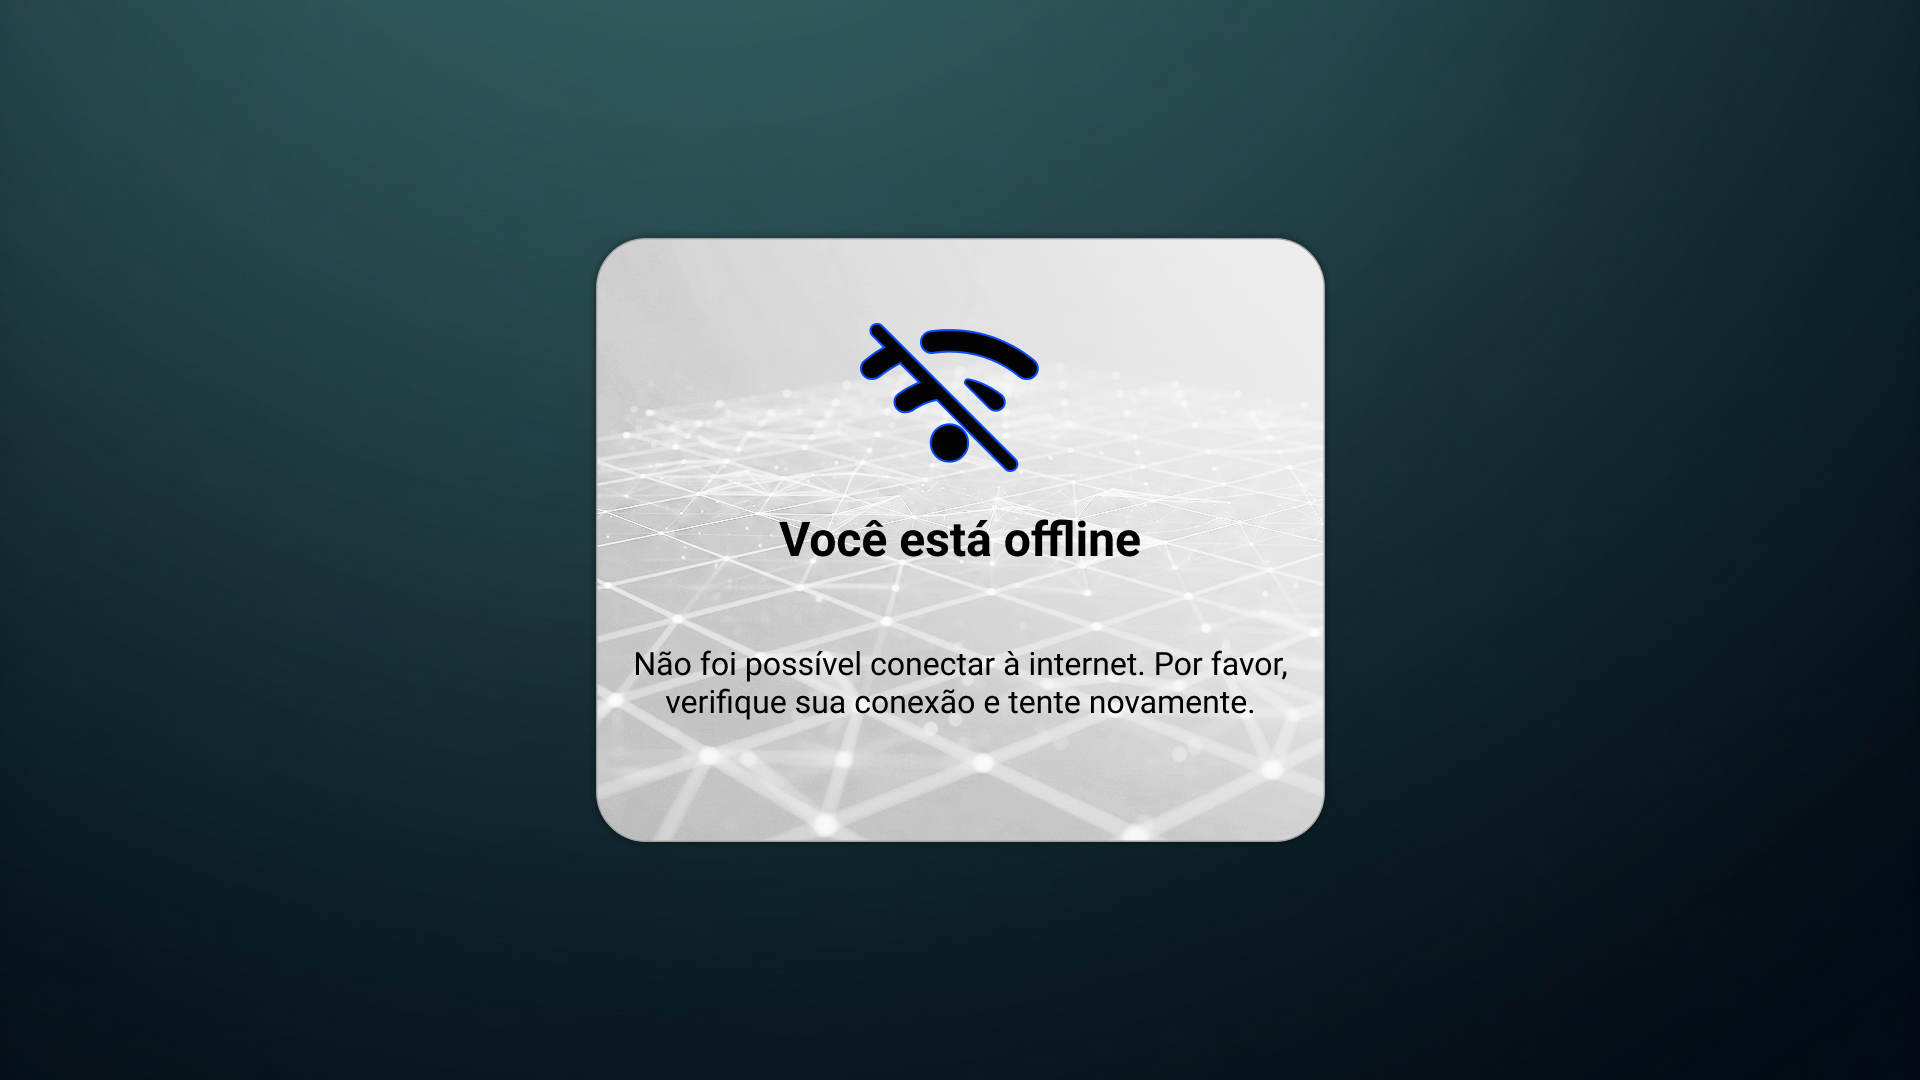 Você está offline
Não foi possível conectar à internet. Por favor,
verifique sua conexão e tente novamente.